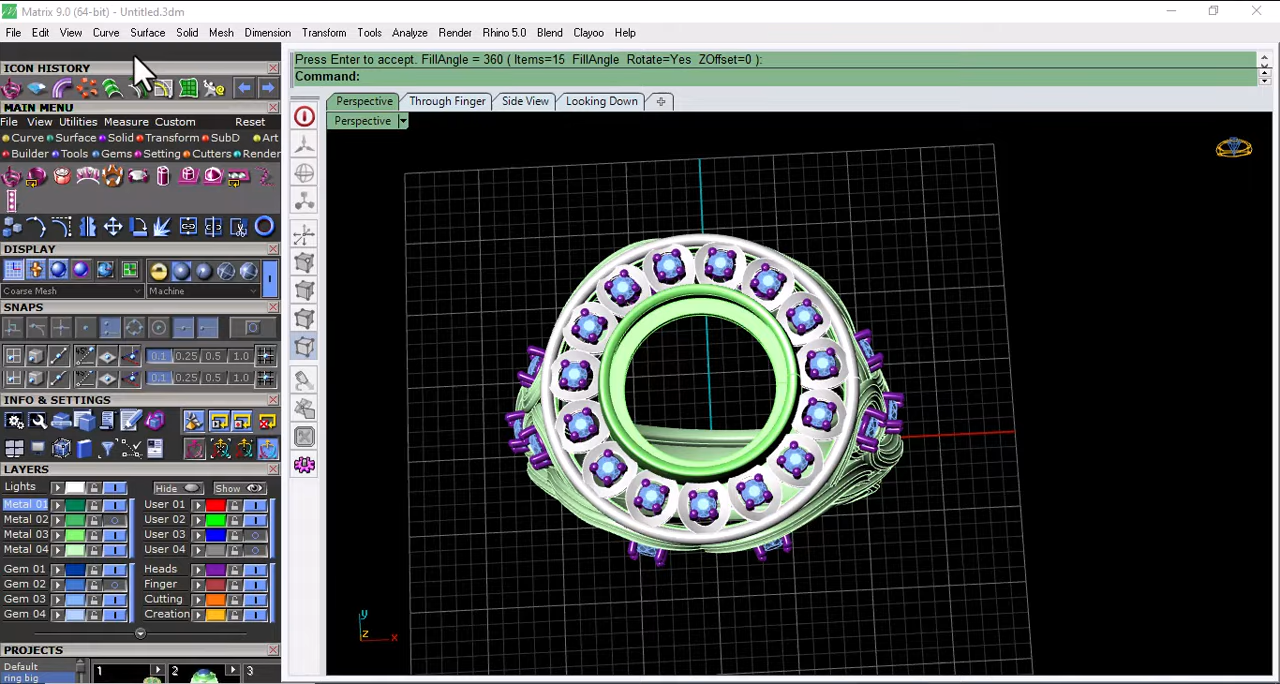 Matrix 9.0 (64-bit) - Untitled.3dm
File Edit View Curve Surface Solid Mesh Dimension Transform Tools Analyze Render Rhino 5.0 Blend Clayoo Help
ICON HISTORY
MAIN MENU
File View Utilities Measure Custom Reset
Curve Surface Solid Transform SubD Art
Builder Tools Gems Setting Cutters Render
DISPLAY
Coarse Mesh Machine
SNAPS
0.1 0.25 0.5 1.0
0.1 0.25 0.5 1.0
INFO & SETTINGS
LAYERS
Lights Hide Show
Metal 01 User 01
Metal 02 User 02
Metal 03 User 03
Metal 04 User 04
Gem 01 Heads
Gem 02 Finger
Gem 03 Cutting
Gem 04 Creation
PROJECTS
Default
ring big
1 2 3
Press Enter to accept. FillAngle = 360 ( Items=15 FillAngle Rotate=Yes ZOffset=0 ):
Command:
Perspective Through Finger Side View Looking Down
Perspective
y
z x